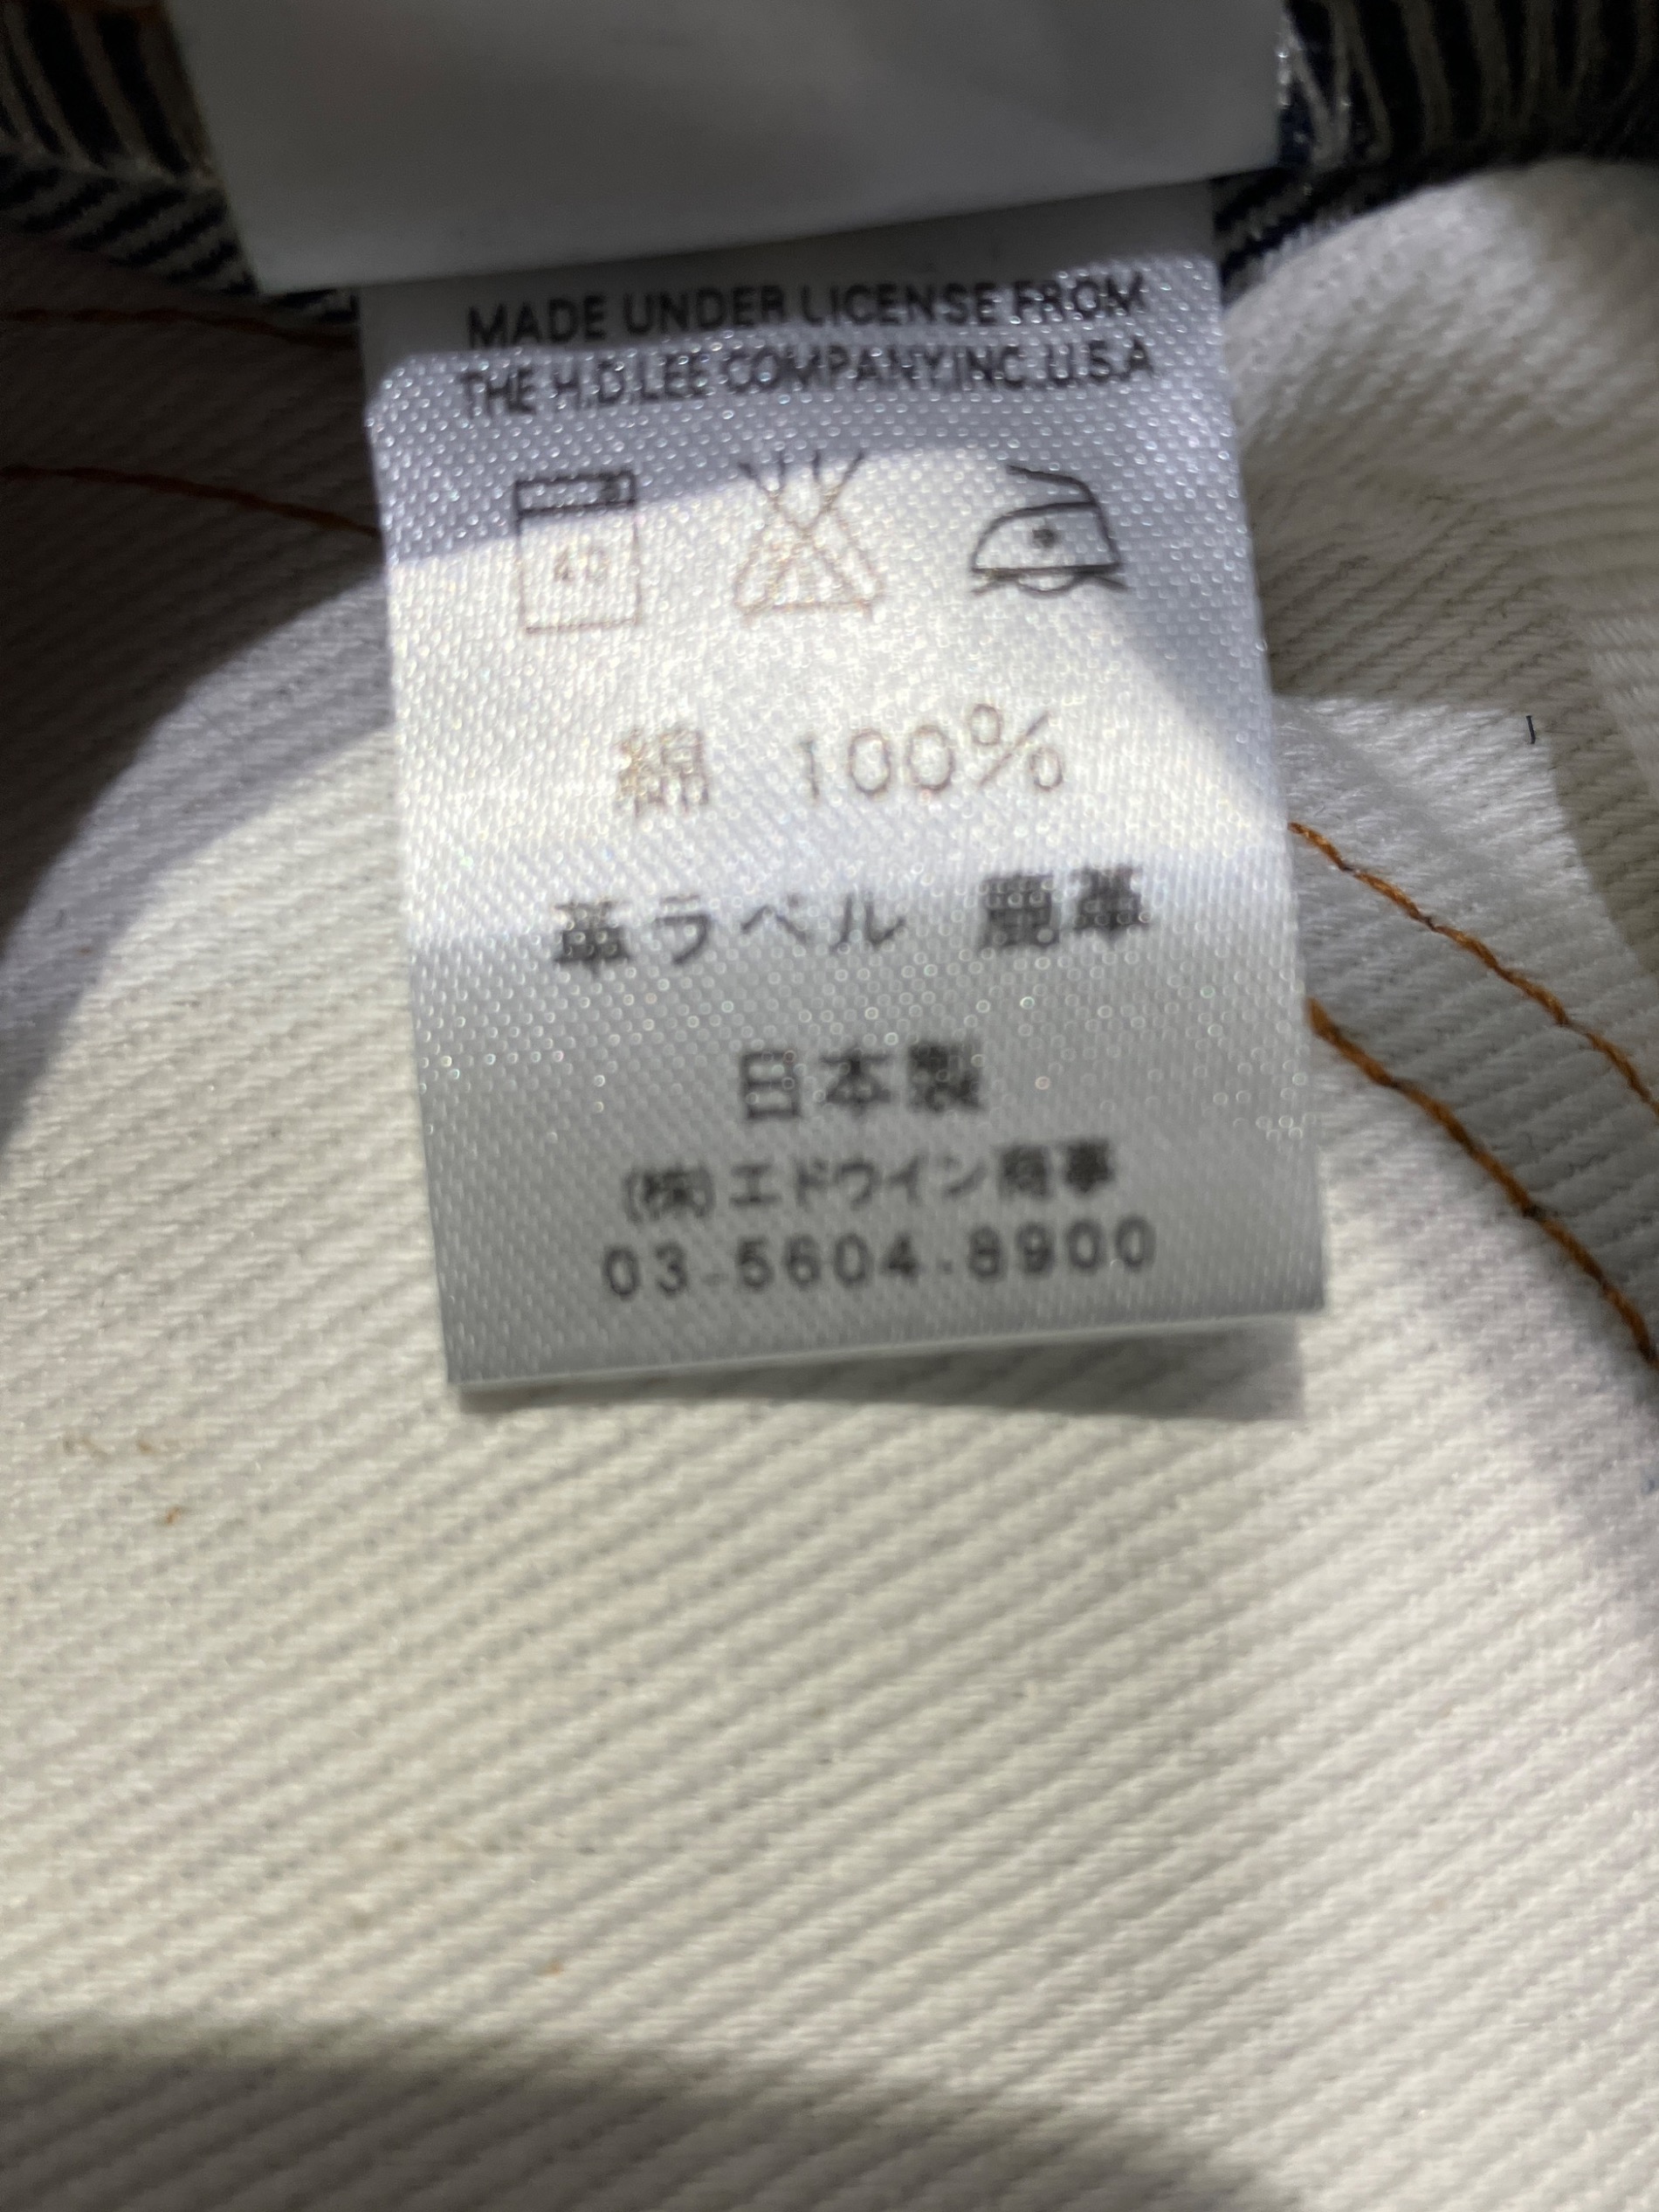 MADE UNDER LICENSE FROM
THE H.D.LEE COMPANY,INC.U.S.A
40
綿 100%
革ラベル 鹿革
日本製
(株)エドウイン商事
03-5604-8900